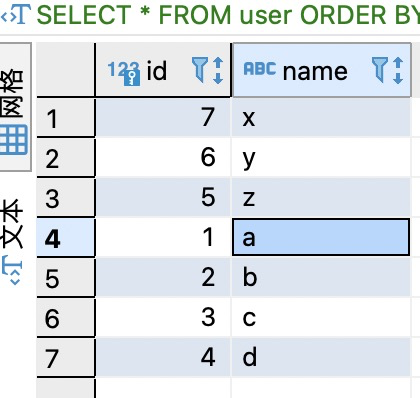 SELECT * FROM user ORDER BY
网格
文本
123 id ABC name
1 7 x
2 6 y
3 5 z
4 1 a
5 2 b
6 3 c
7 4 d